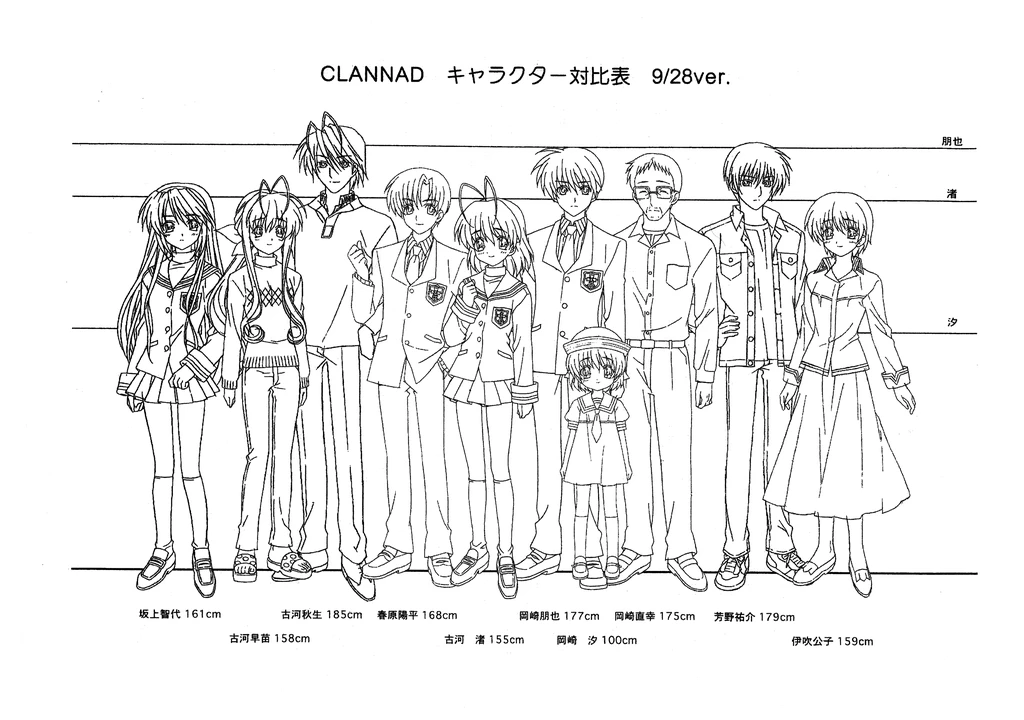 CLANNAD キャラクター対比表 9/28ver.
朋也
渚
汐
坂上智代 161cm
古河秋生 185cm
春原陽平 168cm
岡崎朋也 177cm
岡崎直幸 175cm
芳野祐介 179cm
古河早苗 158cm
古河 渚 155cm
岡崎 汐 100cm
伊吹公子 159cm